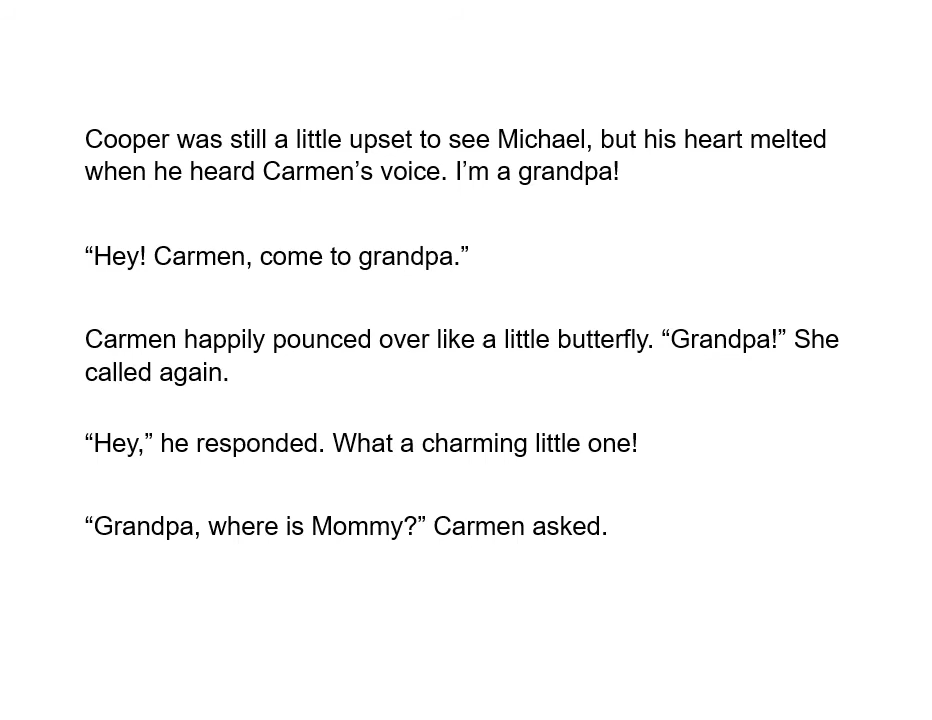 Cooper was still a little upset to see Michael, but his heart melted
when he heard Carmen’s voice. I’m a grandpa!
“Hey! Carmen, come to grandpa.”
Carmen happily pounced over like a little butterfly. “Grandpa!” She
called again.
“Hey,” he responded. What a charming little one!
“Grandpa, where is Mommy?” Carmen asked.